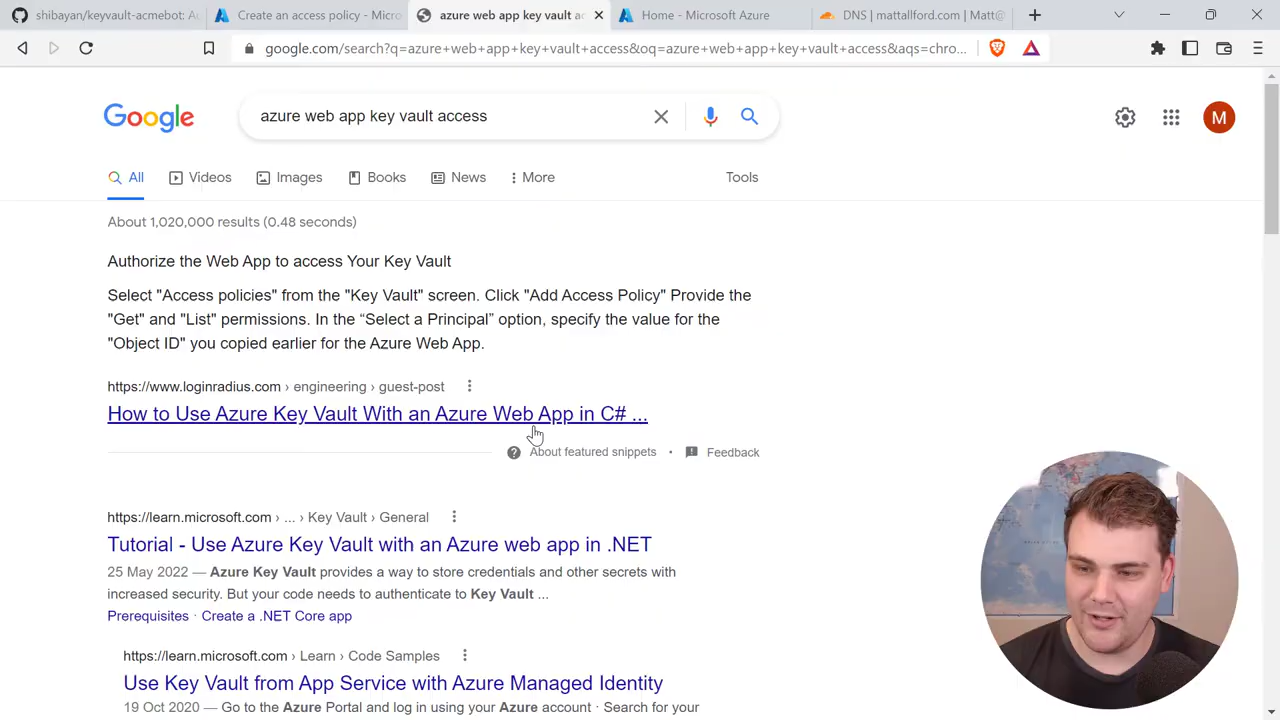 shibayan/keyvault-acmebot: Au
Create an access policy - Micro
azure web app key vault ac
Home - Microsoft Azure
DNS | mattallford.com | Matt@
google.com/search?q=azure+web+app+key+vault+access&oq=azure+web+app+key+vault+access&aqs=chro...
Google
azure web app key vault access
M
All
Videos
Images
Books
News
More
Tools
About 1,020,000 results (0.48 seconds)
Authorize the Web App to access Your Key Vault
Select "Access policies" from the "Key Vault" screen. Click "Add Access Policy" Provide the
"Get" and "List" permissions. In the “Select a Principal” option, specify the value for the
"Object ID" you copied earlier for the Azure Web App.
https://www.loginradius.com › engineering › guest-post
How to Use Azure Key Vault With an Azure Web App in C# ...
About featured snippets • Feedback
https://learn.microsoft.com › ... › Key Vault › General
Tutorial - Use Azure Key Vault with an Azure web app in .NET
25 May 2022 — Azure Key Vault provides a way to store credentials and other secrets with
increased security. But your code needs to authenticate to Key Vault ...
Prerequisites · Create a .NET Core app
https://learn.microsoft.com › Learn › Code Samples
Use Key Vault from App Service with Azure Managed Identity
19 Oct 2020 — Go to the Azure Portal and log in using your Azure account · Search for your